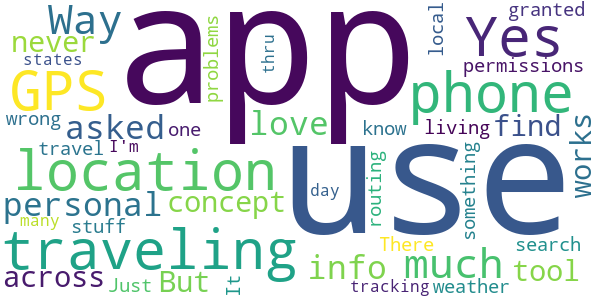 app
use
Way
never
states
problems
thru
local
granted
Yes
permissions
GPS
wrong
asked
one
love
phone
know
living
find
works
travel
I'm
location
day
routing
something
personal
concept
many
stuff
traveling
There
search
info
much
tool
across
Just
But
It
tracking
weather